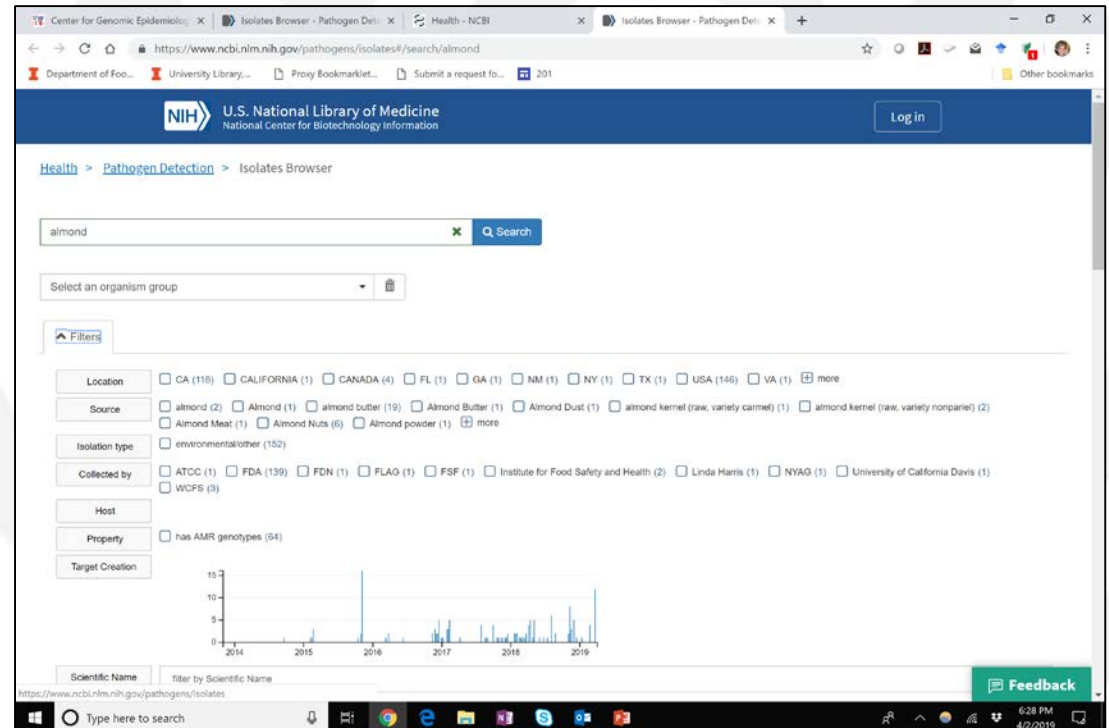 Center for Genomic Epidemiolog
Isolates Browser - Pathogen Dete
Health - NCBI
Isolates Browser - Pathogen Dete
https://www.ncbi.nlm.nih.gov/pathogens/isolates#/search/almond
Department of Foo...
University Library,...
Proxy Bookmarklet...
Submit a request fo...
201
Other bookmarks
NIH
U.S. National Library of Medicine
National Center for Biotechnology Information
Log in
Health > Pathogen Detection > Isolates Browser
almond
Search
Select an organism group
Filters
Location CA (118) CALIFORNIA (1) CANADA (4) FL (1) GA (1) NM (1) NY (1) TX (1) USA (146) VA (1) more
Source almond (2) Almond (1) almond butter (19) Almond Butter (1) Almond Dust (1) almond kernel (raw, variety carmel) (1) almond kernel (raw, variety nonpariel) (2)
Almond Meat (1) Almond Nuts (6) Almond powder (1) more
Isolation type environmental/other (152)
Collected by ATCC (1) FDA (139) FDN (1) FLAG (1) FSF (1) Institute for Food Safety and Health (2) Linda Harris (1) NYAG (1) University of California Davis (1)
WCFS (3)
Host
Property has AMR genotypes (64)
Target Creation
15
10
5
0
2014 2015 2016 2017 2018 2019
Scientific Name filter by Scientific Name
Feedback
https://www.ncbi.nlm.nih.gov/pathogens/isolates
Type here to search
6:28 PM
4/2/2019